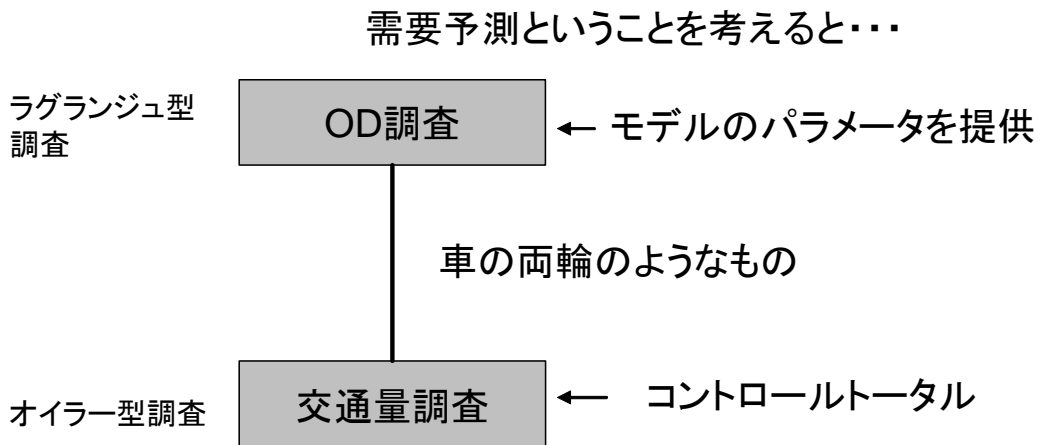 需要予測ということを考えると・・・
ラグランジュ型
調査
OD調査
← モデルのパラメータを提供
車の両輪のようなもの
オイラー型調査
交通量調査
← コントロールトータル